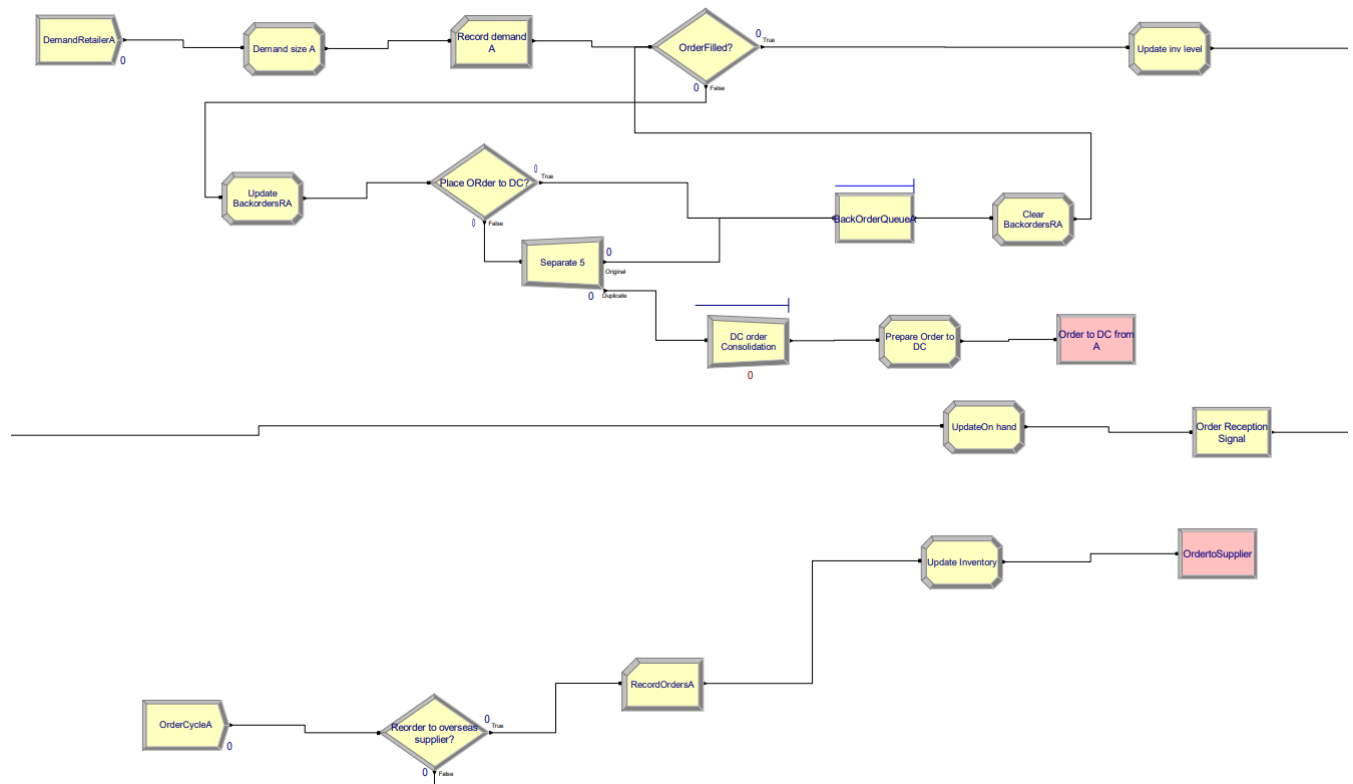 DemandRetailerA
0
Demand size A
Record demand
A
OrderFilled?
0
True
0
False
Update inv level
Update
BackordersRA
Place ORder to DC?
0
True
0
False
BackOrderQueueA
Clear
BackordersRA
Separate 5
0
Original
0
Duplicate
DC order
Consolidation
0
Prepare Order to
DC
Order to DC from
A
UpdateOn hand
Order Reception
Signal
Update Inventory
OrdertoSupplier
RecordOrdersA
OrderCycleA
0
Reorder to overseas
supplier?
0
True
0
False